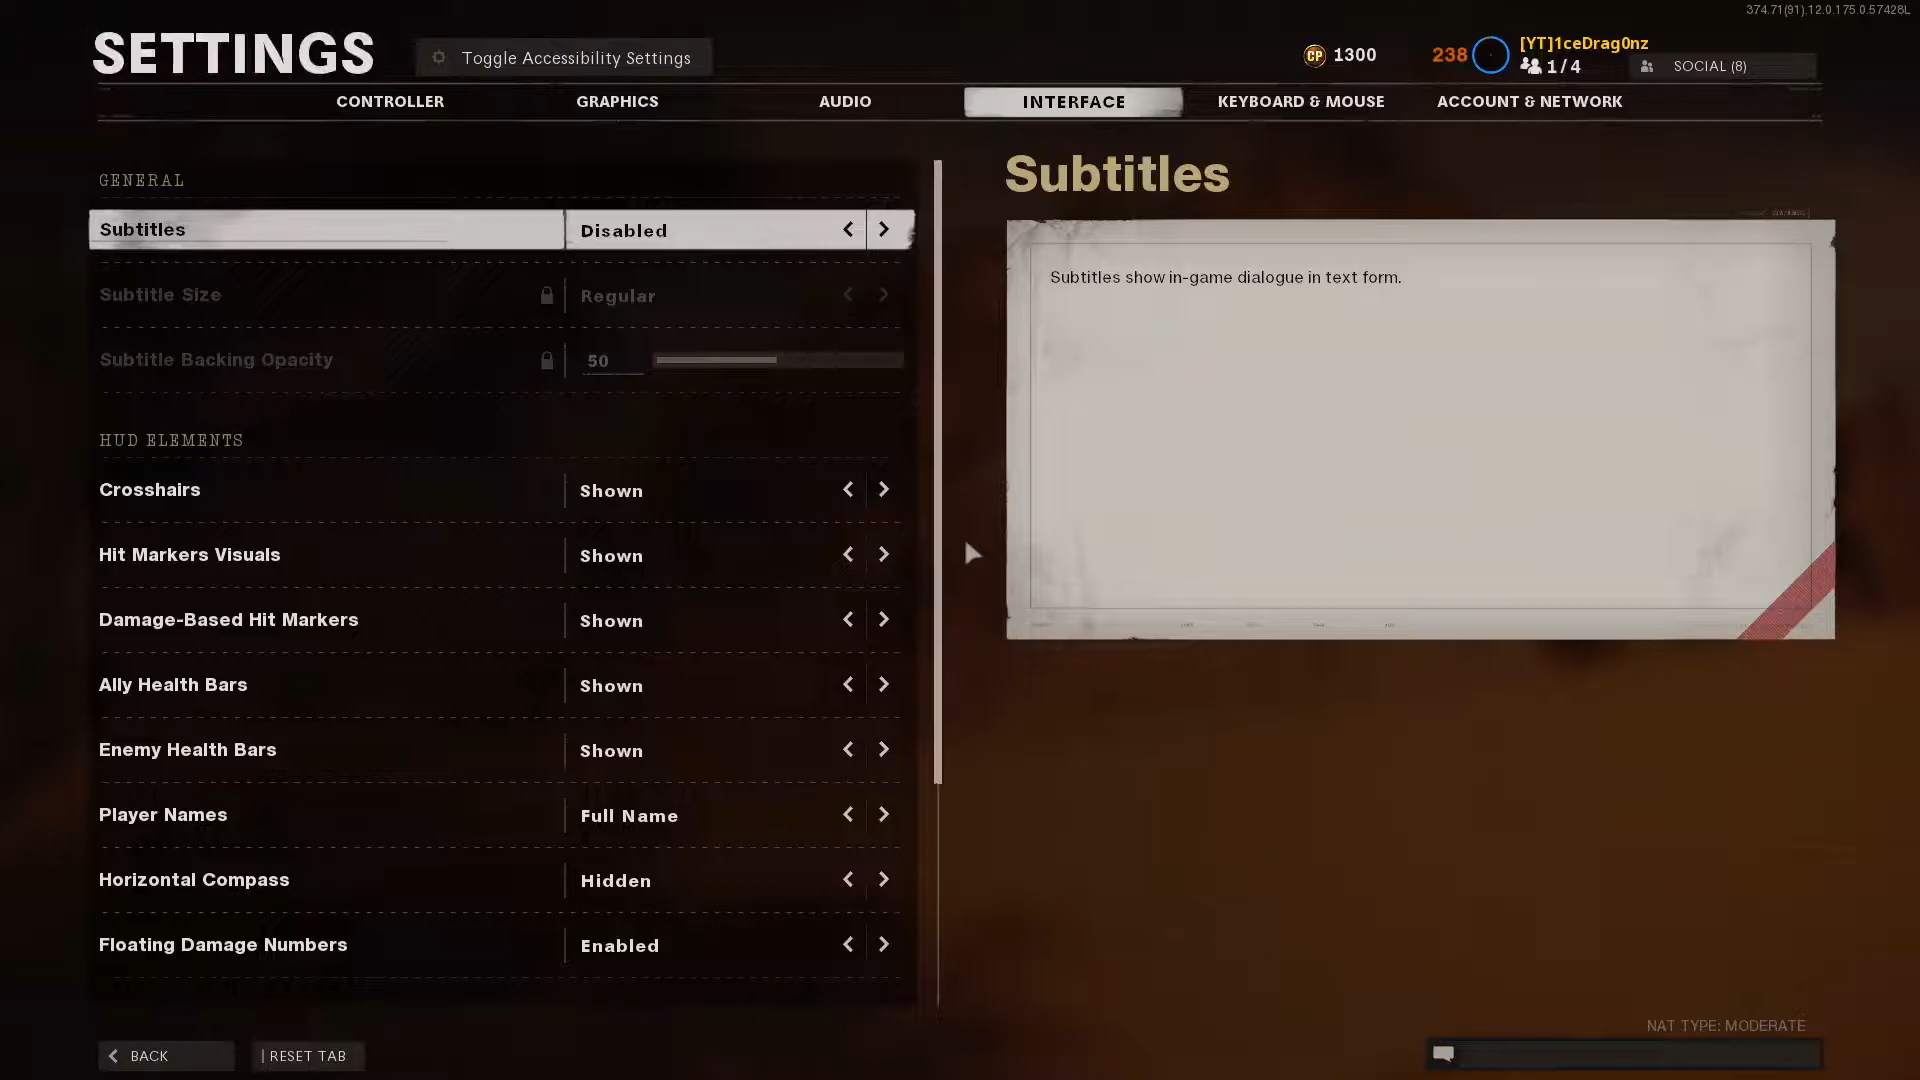 374.71(91).12.0.175.0.57428L
SETTINGS
Toggle Accessibility Settings
CP 1300
238
[YT]1ceDrag0nz
1/4
SOCIAL (8)
CONTROLLER
GRAPHICS
AUDIO
INTERFACE
KEYBOARD & MOUSE
ACCOUNT & NETWORK
GENERAL
Subtitles Disabled
Subtitle Size Regular
Subtitle Backing Opacity 50
HUD ELEMENTS
Crosshairs Shown
Hit Markers Visuals Shown
Damage-Based Hit Markers Shown
Ally Health Bars Shown
Enemy Health Bars Shown
Player Names Full Name
Horizontal Compass Hidden
Floating Damage Numbers Enabled
Subtitles
Subtitles show in-game dialogue in text form.
BACK
RESET TAB
NAT TYPE: MODERATE